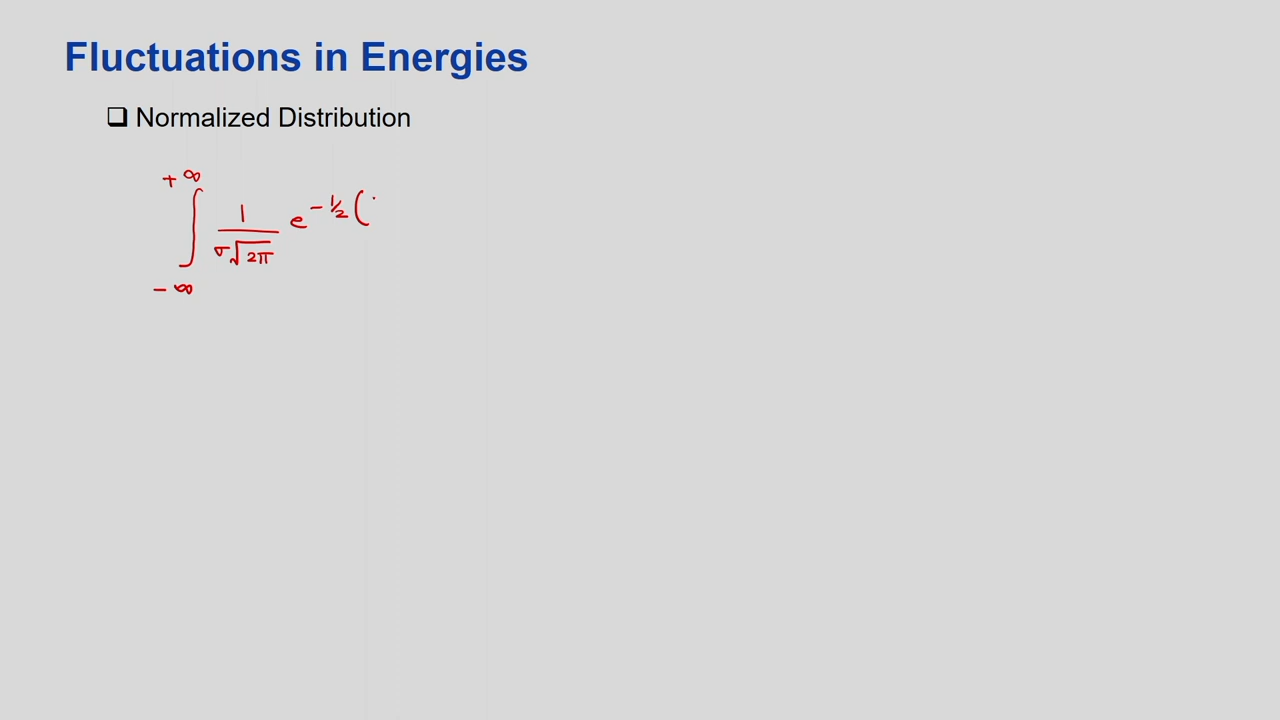 Fluctuations in Energies
❑ Normalized Distribution
+∞
∫ 1/(σ√2π) e^-1/2(
-∞